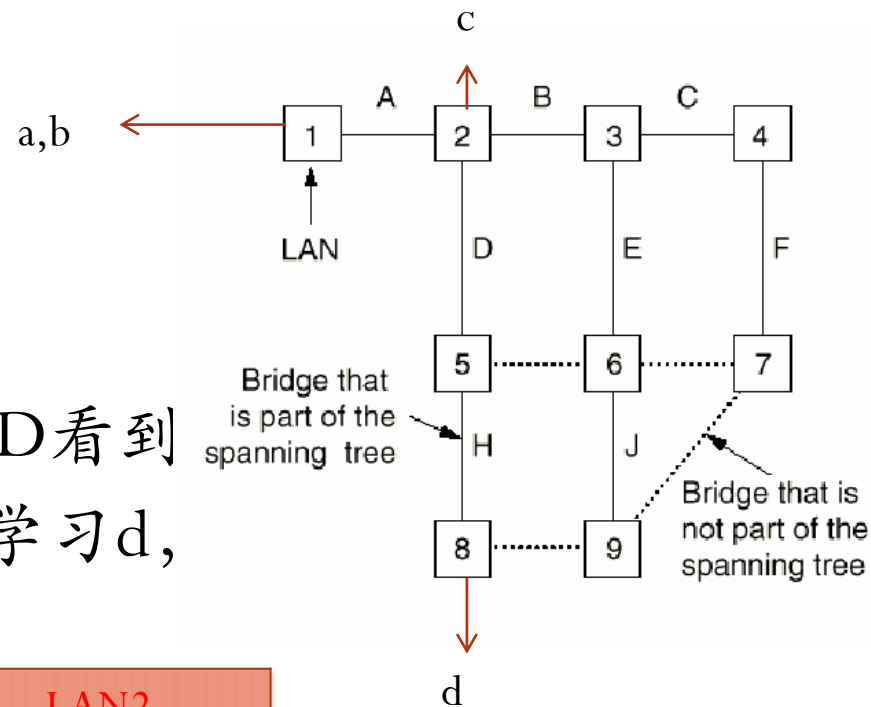 c
A B C
a,b
1 2 3 4
LAN
D E F
5 6 7
Bridge that
is part of the
spanning tree
D看到
学习d,
H J
Bridge that is
not part of the
spanning tree
8 9
d
LAN2